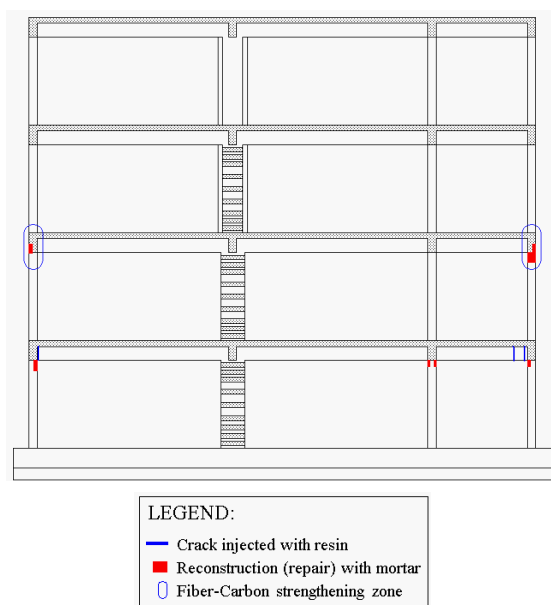 LEGEND:
Crack injected with resin
Reconstruction (repair) with mortar
Fiber-Carbon strengthening zone